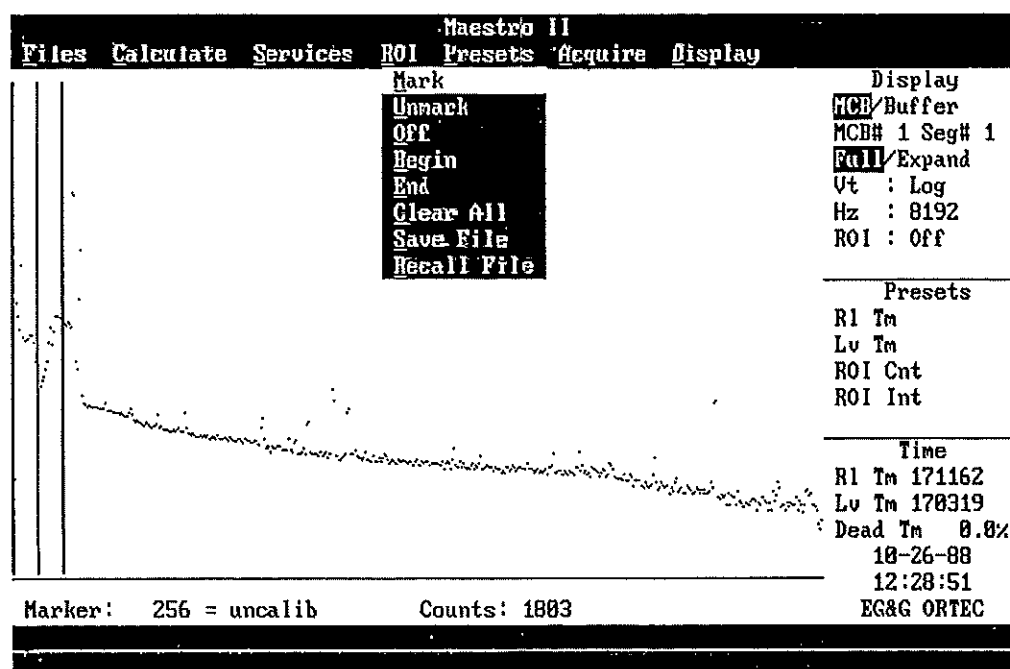 Maestro II
Files Calculate Services ROI Presets Acquire Display
Mark
Unmark
Off
Begin
End
Clear All
Save File
Recall File
Display
MCB/Buffer
MCB# 1 Seg# 1
Full/Expand
Vt : Log
Hz : 8192
ROI : Off
Presets
Rl Tm
Lv Tm
ROI Cnt
ROI Int
Time
Rl Tm 171162
Lv Tm 170319
Dead Tm 0.0%
10-26-88
12:28:51
EG&G ORTEC
Marker: 256 = uncalib Counts: 1803